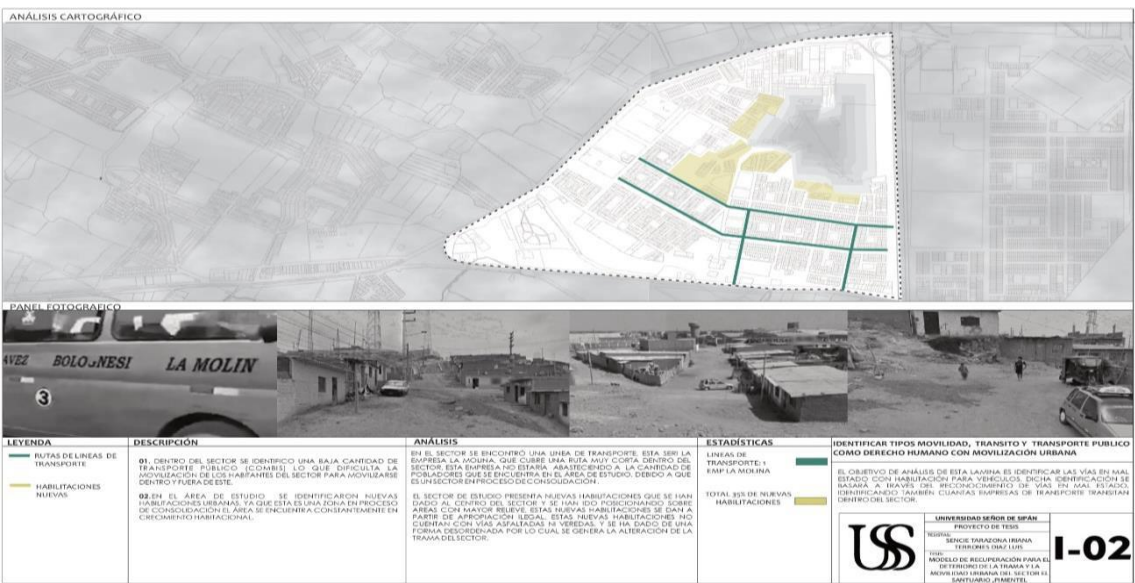 ANÁLISIS CARTOGRÁFICO
PANEL FOTOGRAFICO
AVEZ BOLOGNESI LA MOLIN
3
LEYENDA
RUTAS DE LINEAS DE
TRANSPORTE
HABILITACIONES
NUEVAS
DESCRIPCIÓN
01. DENTRO DEL SECTOR SE IDENTIFICO UNA BAJA CANTIDAD DE
TRANSPORTE PÚBLICO (COMBIS) LO QUE DIFICULTA LA
MOVILIZACIÓN DE LOS HABITANTES DEL SECTOR PARA MOVILIZARSE
DENTRO Y FUERA DE ESTE.
02.EN EL ÁREA DE ESTUDIO SE IDENTIFICARON NUEVAS
HABILITACIONES URBANAS, YA QUE ESTA ES UNA ZONA EN PROCESO
DE CONSOLIDACIÓN EL ÁREA SE ENCUENTRA CONSTANTEMENTE EN
CRECIMIENTO HABITACIONAL.
ANÁLISIS
EN EL SECTOR SE ENCONTRÓ UNA LINEA DE TRANSPORTE, ESTA SERI LA
EMPRESA LA MOLINA, QUE CUBRE UNA RUTA MUY CORTA DENTRO DEL
SECTOR. ESTA EMPRESA NO ESTARÍA ABASTECIENDO A LA CANTIDAD DE
POBLADORES QUE SE ENCUENTRA EN EL ÁREA DE ESTUDIO, DEBIDO A QUE
ES UN SECTOR EN PROCESO DE CONSOLIDACIÓN .
EL SECTOR DE ESTUDIO PRESENTA NUEVAS HABILITACIONES QUE SE HAN
DADO AL CENTRO DEL SECTOR Y SE HAN IDO POSICIONANDO SOBRE
AREAS CON MAYOR RELIEVE, ESTAS NUEVAS HABILITACIONES SE DAN A
PARTIR DE APROPIACIÓN ILEGAL. ESTAS NUEVAS HABILITACIONES NO
CUENTAN CON VÍAS ASFALTADAS NI VEREDAS. Y SE HA DADO DE UNA
FORMA DESORDENADA POR LO CUAL SE GENERA LA ALTERACIÓN DE LA
TRAMA DEL SECTOR.
ESTADÍSTICAS
LINEAS DE
TRANSPORTE: 1
EMP LA MOLINA
TOTAL 35% DE NUEVAS
HABILITACIONES
IDENTIFICAR TIPOS MOVILIDAD, TRANSITO Y TRANSPORTE PUBLICO
COMO DERECHO HUMANO CON MOVILIZACIÓN URBANA
EL OBJETIVO DE ANÁLISIS DE ESTA LAMINA ES IDENTIFICAR LAS VÍAS EN MAL
ESTADO CON HABILITACIÓN PARA VEHÍCULOS. DICHA IDENTIFICACIÓN SE
BASARÁ A TRAVÉS DEL RECONOCIMIENTO DE VÍAS EN MAL ESTADO,
IDENTIFICANDO TAMBIÉN CUANTAS EMPRESAS DE TRANSPORTE TRANSITAN
DENTRO DEL SECTOR.
USS
UNIVERSIDAD SEÑOR DE SIPÁN
PROYECTO DE TESIS
TESISTAS:
SENCIE TARAZONA IRIANA
TERRONES DIAZ LUIS
TESIS:
MODELO DE RECUPERACIÓN PARA EL
DETERIORO DE LA TRAMA Y LA
MOVILIDAD URBANA DEL SECTOR EL
SANTUARIO ,PIMENTEL
I-02